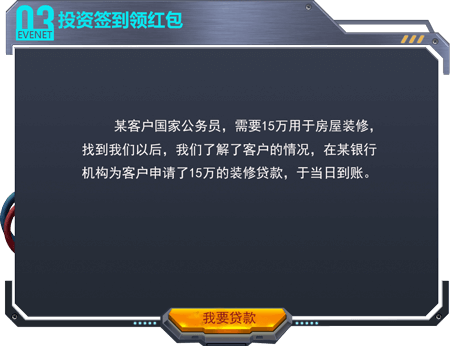 03
EVENET
投资签到领红包
某客户国家公务员，需要15万用于房屋装修，
找到我们以后，我们了解了客户的情况，在某银行
机构为客户申请了15万的装修贷款，于当日到账。
我要贷款